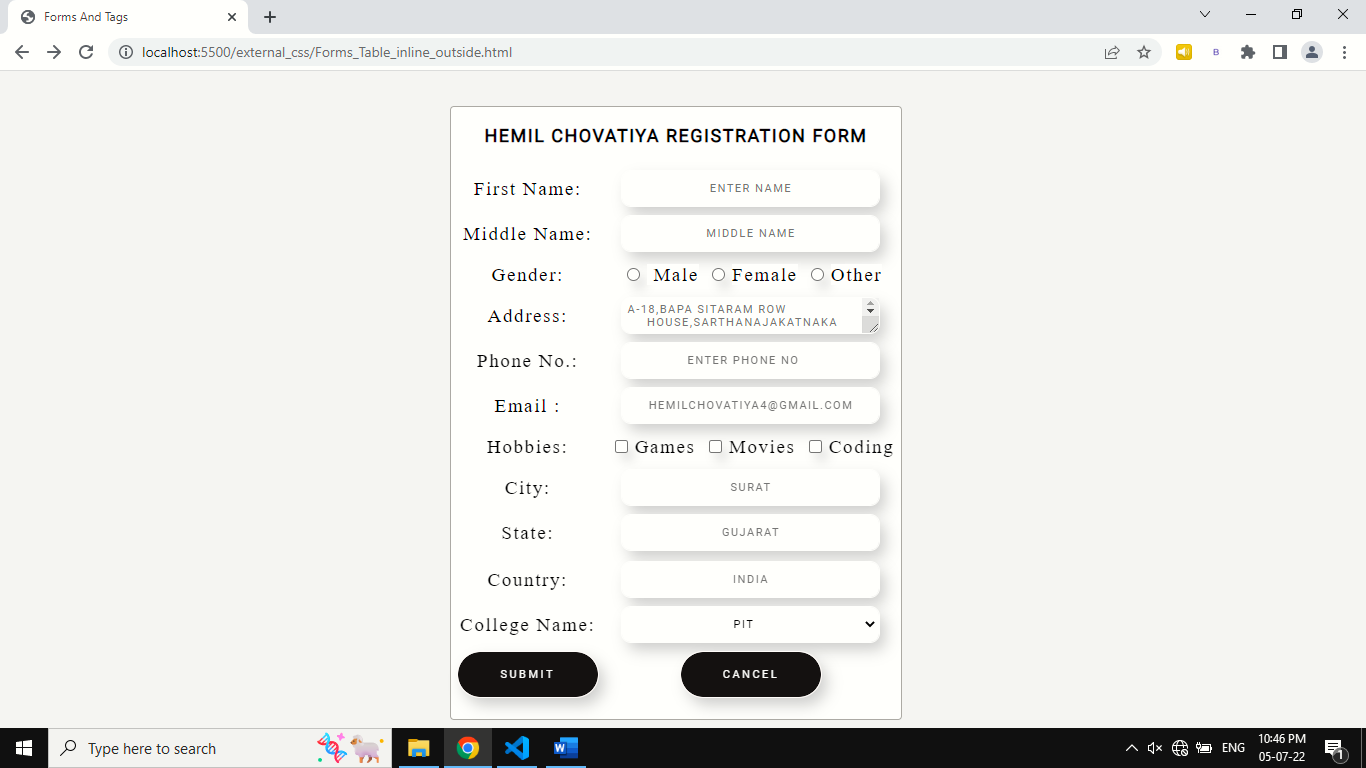 Forms And Tags
localhost:5500/external_css/Forms_Table_inline_outside.html
B
HEMIL CHOVATIYA REGISTRATION FORM
First Name: ENTER NAME
Middle Name: MIDDLE NAME
Gender: Male Female Other
Address: A-18,BAPA SITARAM ROW
HOUSE,SARTHANAJAKATNAKA
Phone No.: ENTER PHONE NO
Email : HEMILCHOVATIYA4@GMAIL.COM
Hobbies: Games Movies Coding
City: SURAT
State: GUJARAT
Country: INDIA
College Name: PIT
SUBMIT CANCEL
Type here to search
ENG
10:46 PM
05-07-22
1